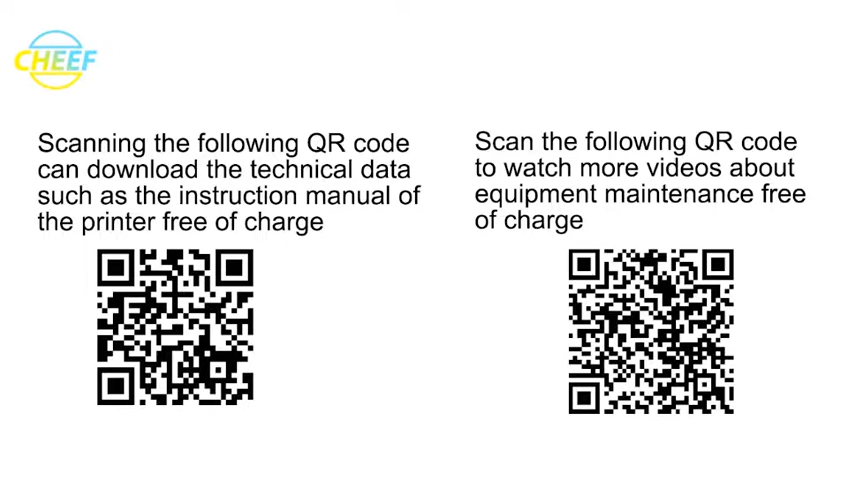 CHEEF
Scanning the following QR code
can download the technical data
such as the instruction manual of
the printer free of charge
Scan the following QR code
to watch more videos about
equipment maintenance free
of charge